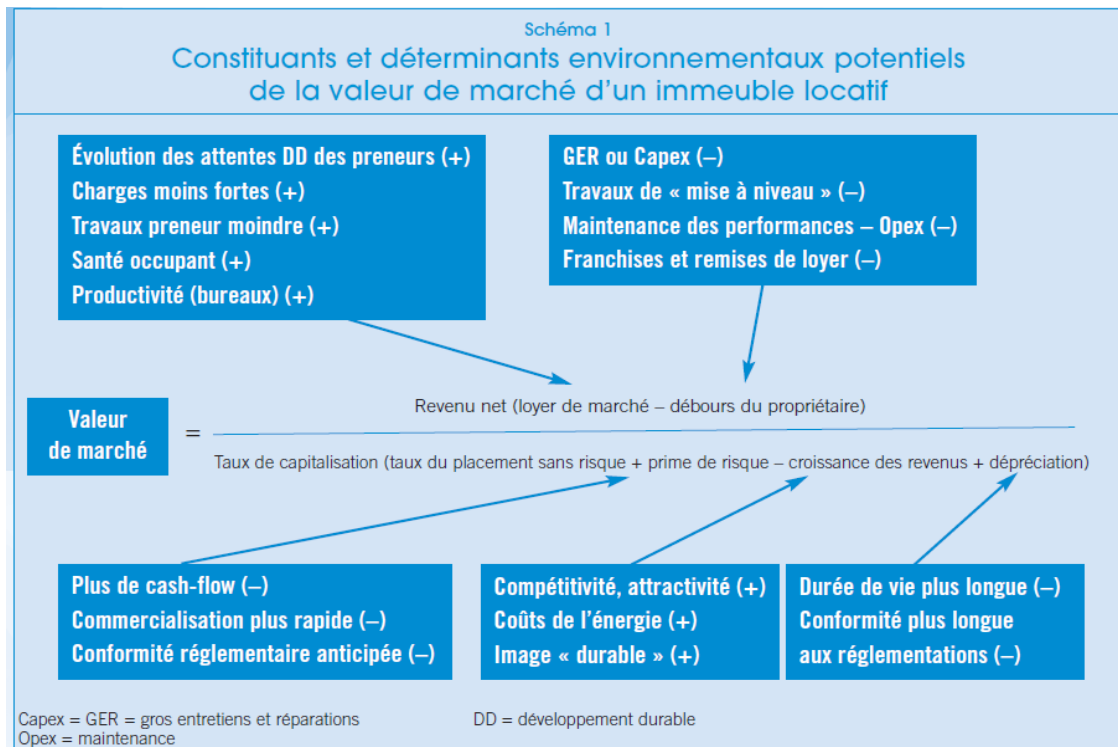 Schéma 1
Constituants et déterminants environnementaux potentiels
de la valeur de marché d'un immeuble locatif
Évolution des attentes DD des preneurs (+)
Charges moins fortes (+)
Travaux preneur moindre (+)
Santé occupant (+)
Productivité (bureaux) (+)
GER ou Capex (–)
Travaux de « mise à niveau » (–)
Maintenance des performances – Opex (–)
Franchises et remises de loyer (–)
Valeur
de marché
=
Revenu net (loyer de marché – débours du propriétaire)
Taux de capitalisation (taux du placement sans risque + prime de risque – croissance des revenus + dépréciation)
Plus de cash-flow (–)
Commercialisation plus rapide (–)
Conformité réglementaire anticipée (–)
Compétitivité, attractivité (+)
Coûts de l'énergie (+)
Image « durable » (+)
Durée de vie plus longue (–)
Conformité plus longue
aux réglementations (–)
Capex = GER = gros entretiens et réparations
Opex = maintenance
DD = développement durable